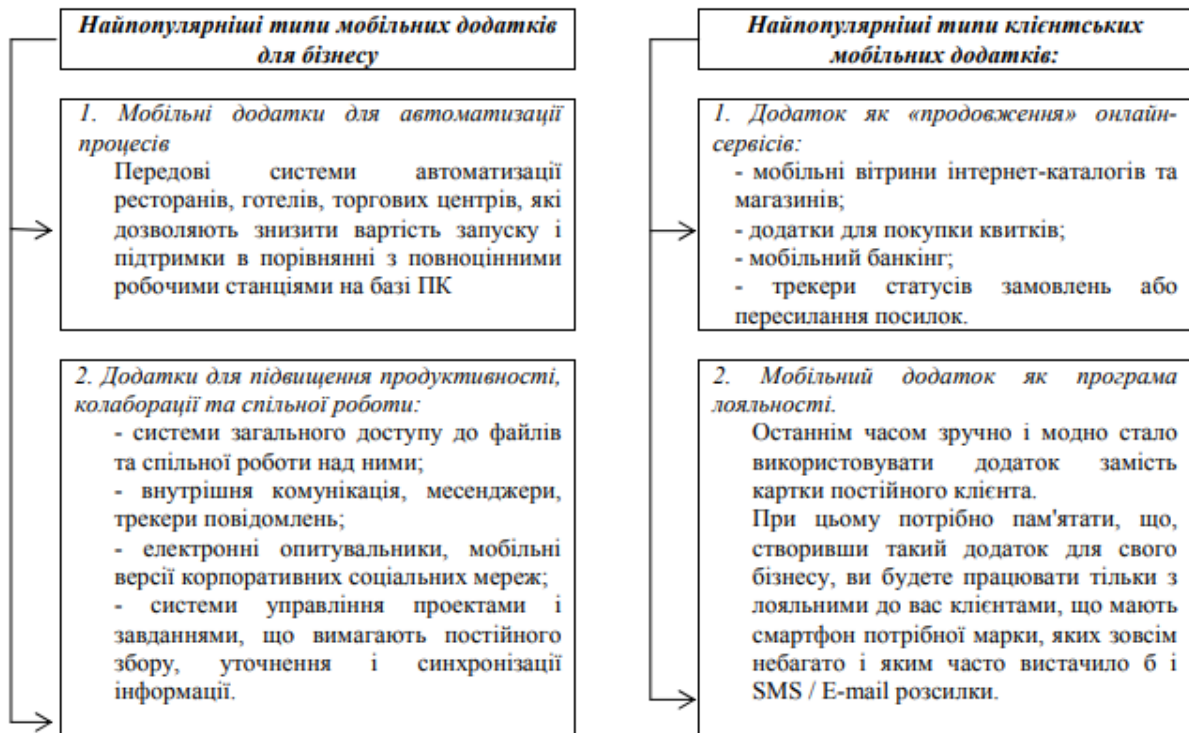 Найпопулярніші типи мобільних додатків
для бізнесу
1. Мобільні додатки для автоматизації
процесів
Передові системи автоматизації
ресторанів, готелів, торгових центрів, які
дозволяють знизити вартість запуску і
підтримки в порівнянні з повноцінними
робочими станціями на базі ПК
2. Додатки для підвищення продуктивності,
колаборації та спільної роботи:
- системи загального доступу до файлів
та спільної роботи над ними;
- внутрішня комунікація, месенджери,
трекери повідомлень;
- електронні опитувальники, мобільні
версії корпоративних соціальних мереж;
- системи управління проектами і
завданнями, що вимагають постійного
збору, уточнення і синхронізації
інформації.
Найпопулярніші типи клієнтських
мобільних додатків:
1. Додаток як «продовження» онлайн-
сервісів:
- мобільні вітрини інтернет-каталогів та
магазинів;
- додатки для покупки квитків;
- мобільний банкінг;
- трекери статусів замовлень або
пересилання посилок.
2. Мобільний додаток як програма
лояльності.
Останнім часом зручно і модно стало
використовувати додаток замість
картки постійного клієнта.
При цьому потрібно пам'ятати, що,
створивши такий додаток для свого
бізнесу, ви будете працювати тільки з
лояльними до вас клієнтами, що мають
смартфон потрібної марки, яких зовсім
небагато і яким часто вистачило б і
SMS / E-mail розсилки.